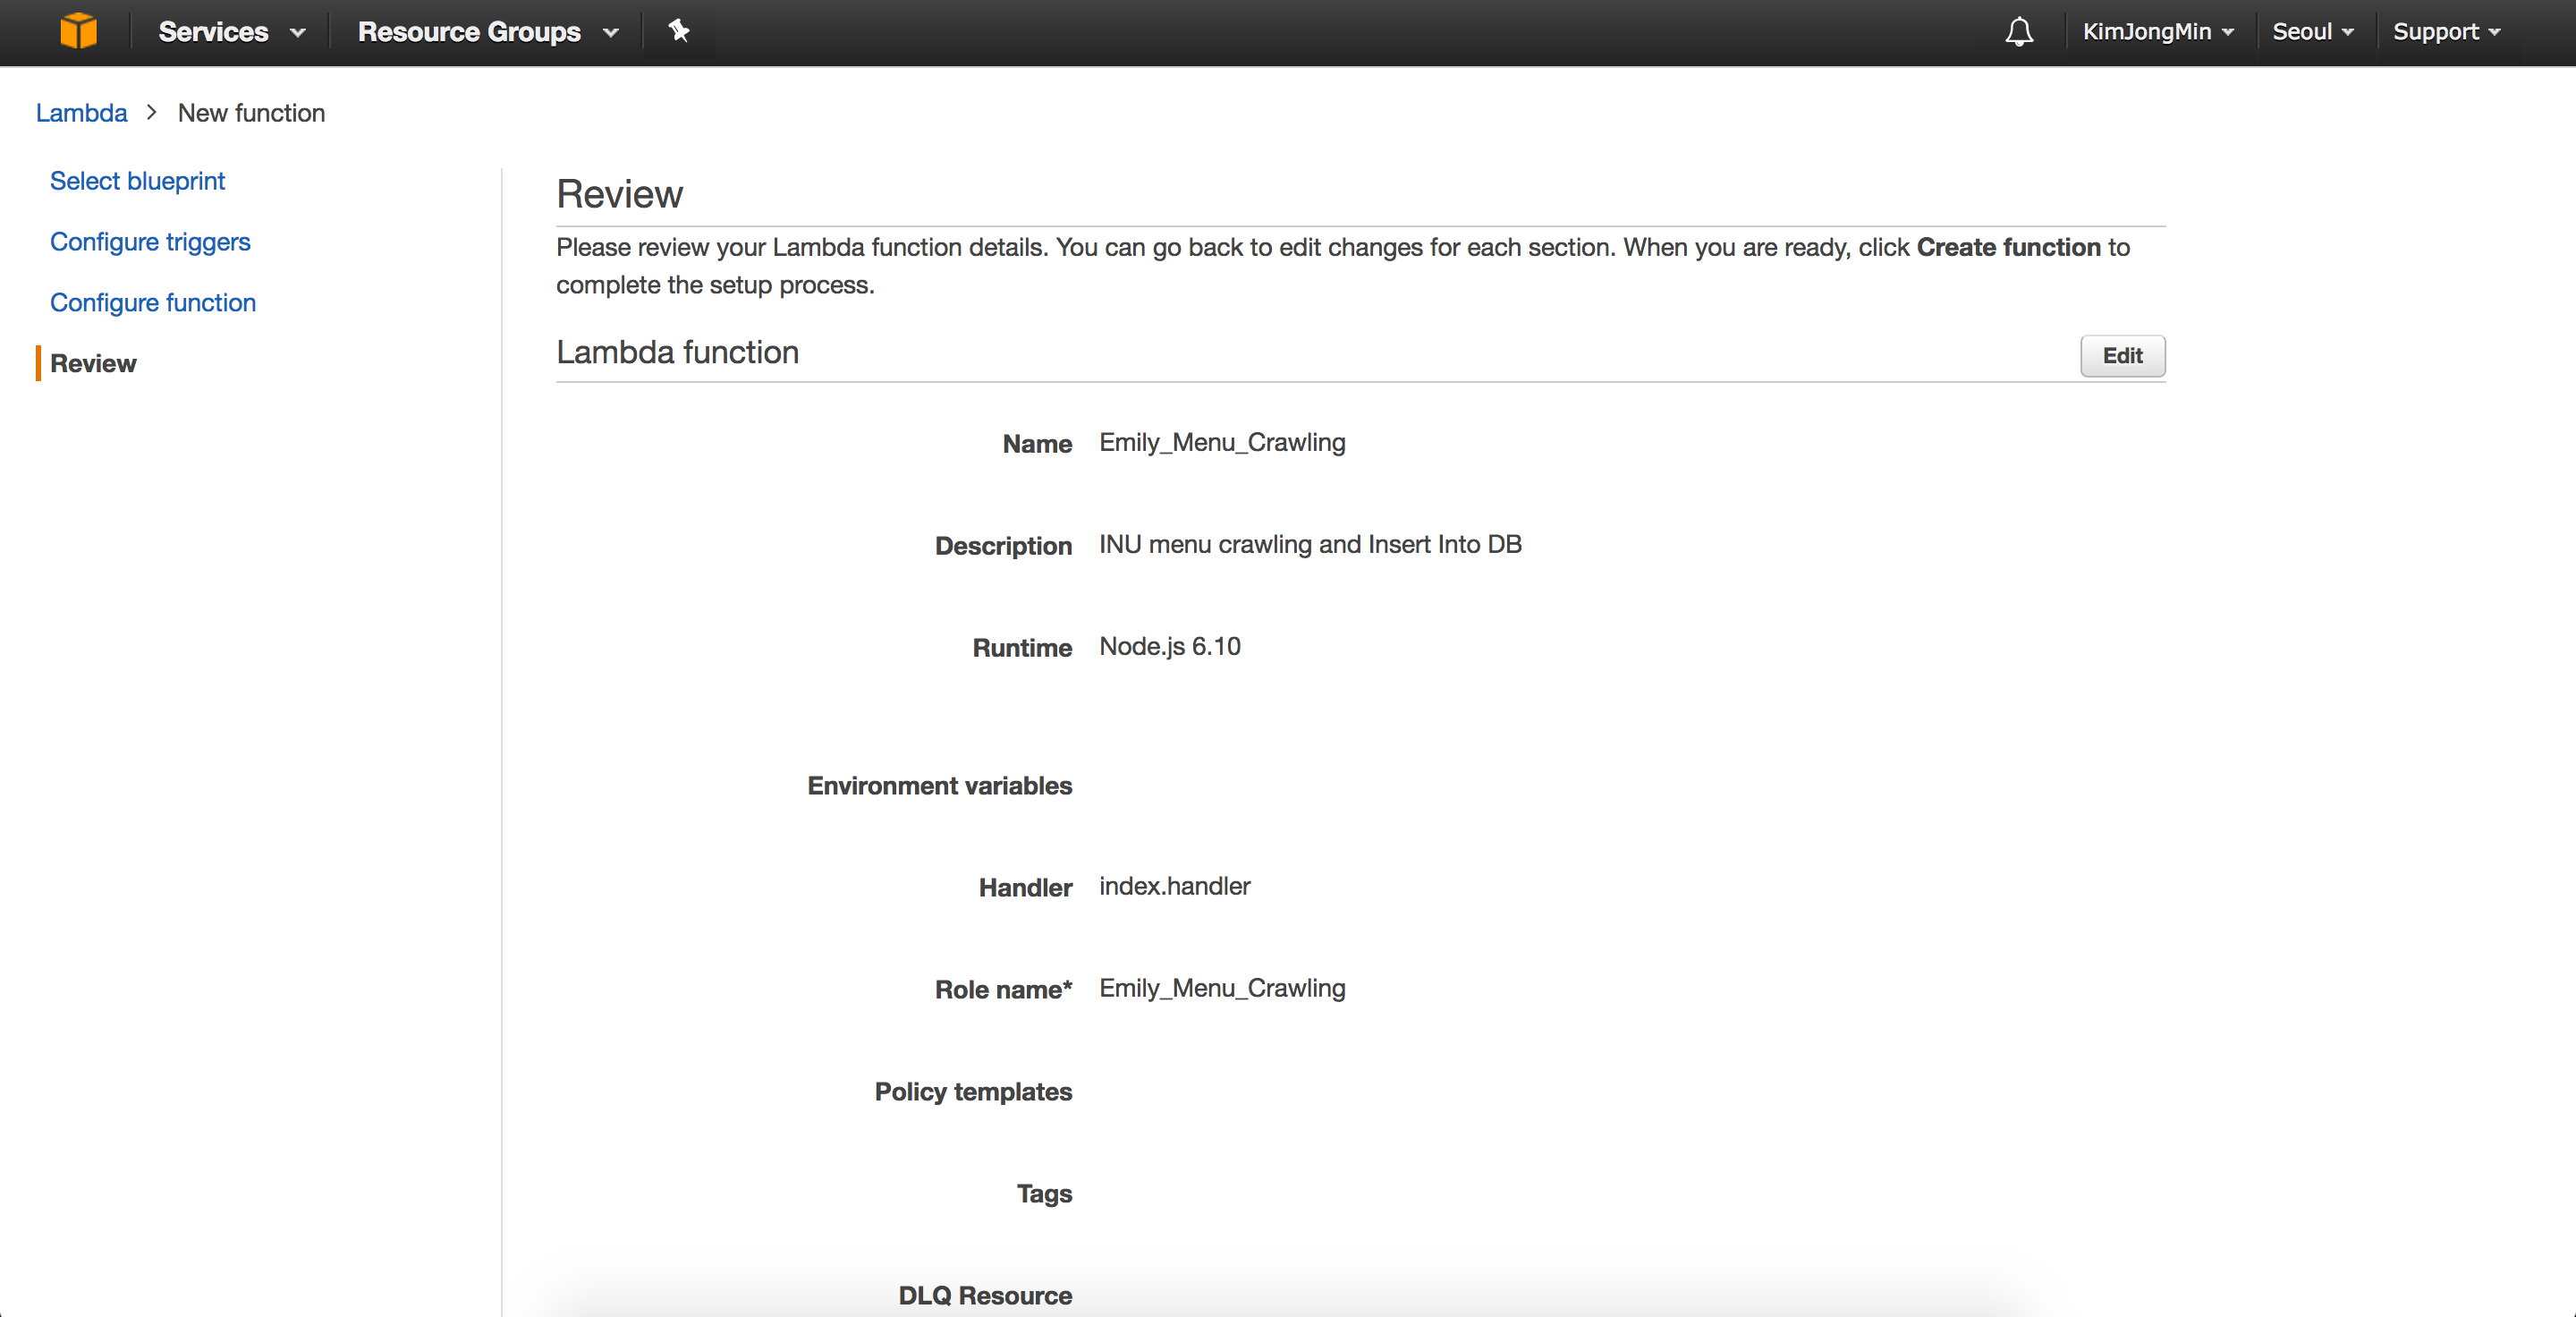 Services Resource Groups KimJongMin Seoul Support
Lambda > New function
Select blueprint
Configure triggers
Configure function
Review
Review
Please review your Lambda function details. You can go back to edit changes for each section. When you are ready, click Create function to
complete the setup process.
Lambda function Edit
Name Emily_Menu_Crawling
Description INU menu crawling and Insert Into DB
Runtime Node.js 6.10
Environment variables
Handler index.handler
Role name* Emily_Menu_Crawling
Policy templates
Tags
DLQ Resource